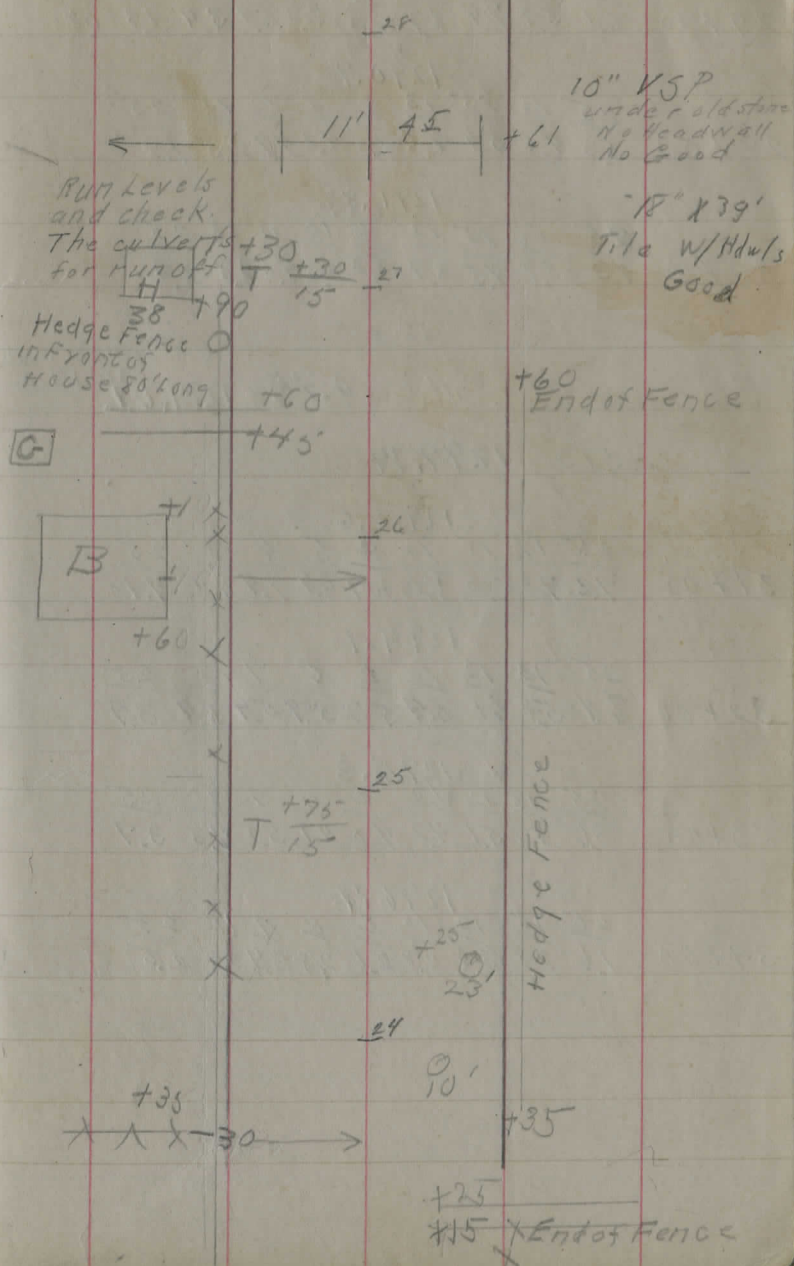 28
10" VSP
under old stone
No Headwall
No Good
11' 45
+61
Run Levels
and check.
The culverts
for runoff
18" X 39'
Tile W/Hdwls
Good
+30
T +30
15
27
H
38 +90
Hedge Fence
in Front of
House 80' Long
+60
End of Fence
+60
+45
G
+1
26
B
+60
25
T +75
15
Hedge Fence
+25
23'
24
10'
+35
30
+35
+25
+15 End of Fence